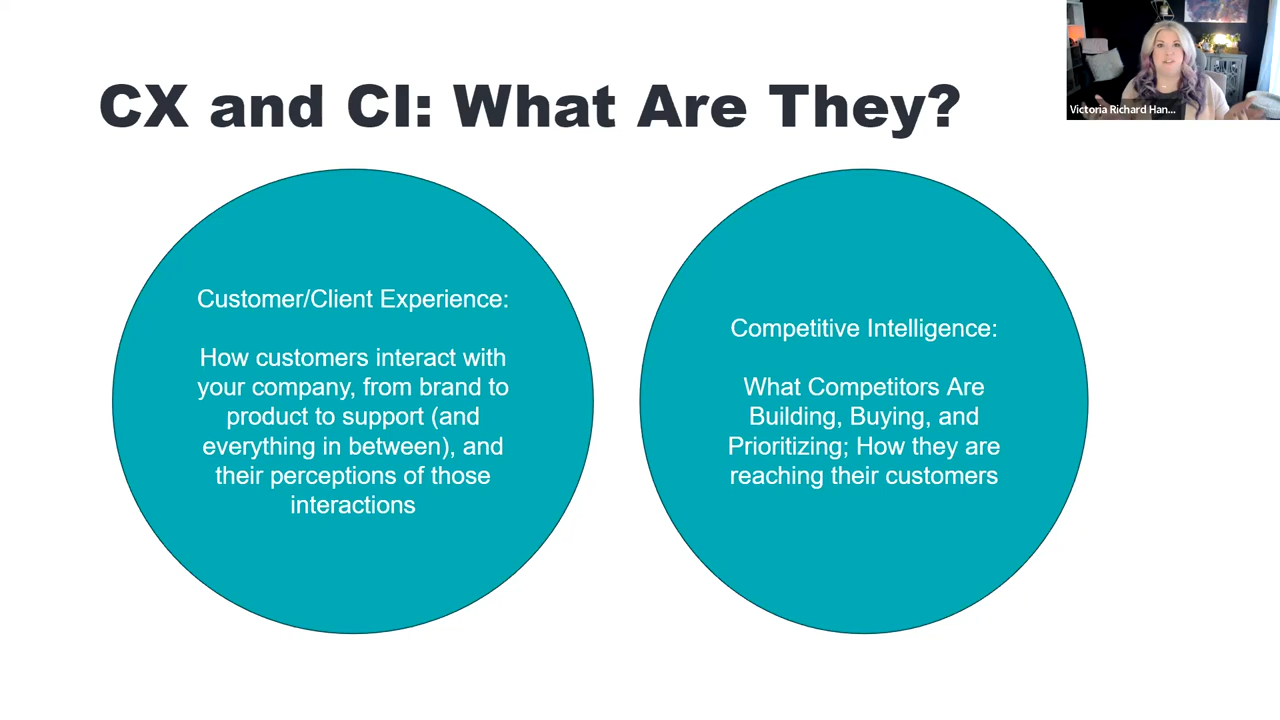 CX and CI: What Are They?
Victoria Richard Han...
Customer/Client Experience:
How customers interact with
your company, from brand to
product to support (and
everything in between), and
their perceptions of those
interactions
Competitive Intelligence:
What Competitors Are
Building, Buying, and
Prioritizing; How they are
reaching their customers